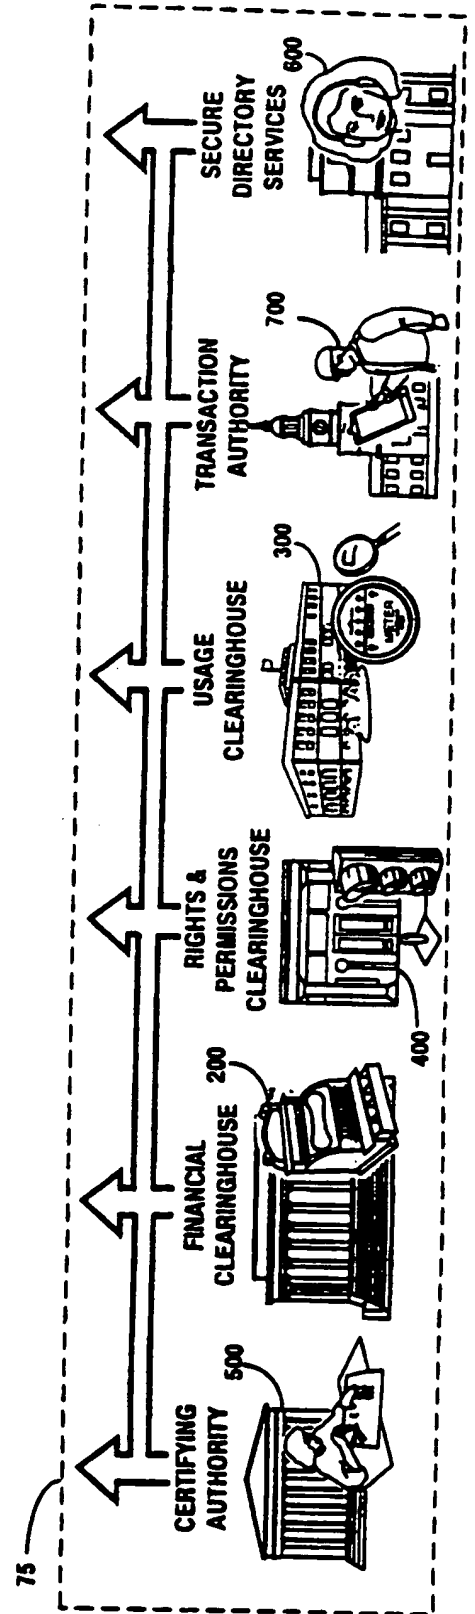 75
CERTIFYING
AUTHORITY
500
FINANCIAL
CLEARINGHOUSE
200
RIGHTS &
PERMISSIONS
CLEARINGHOUSE
400
USAGE
CLEARINGHOUSE
300
METER
TRANSACTION
AUTHORITY
700
SECURE
DIRECTORY
SERVICES
600